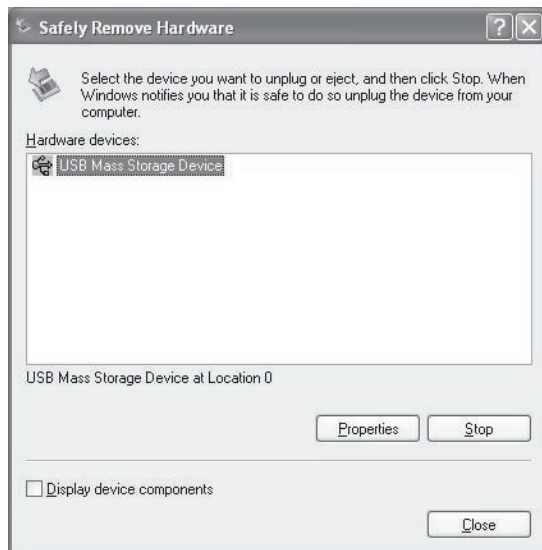 Safely Remove Hardware
Select the device you want to unplug or eject, and then click Stop. When
Windows notifies you that it is safe to do so unplug the device from your
computer.
Hardware devices:
USB Mass Storage Device
USB Mass Storage Device at Location 0
Properties Stop
Display device components
Close